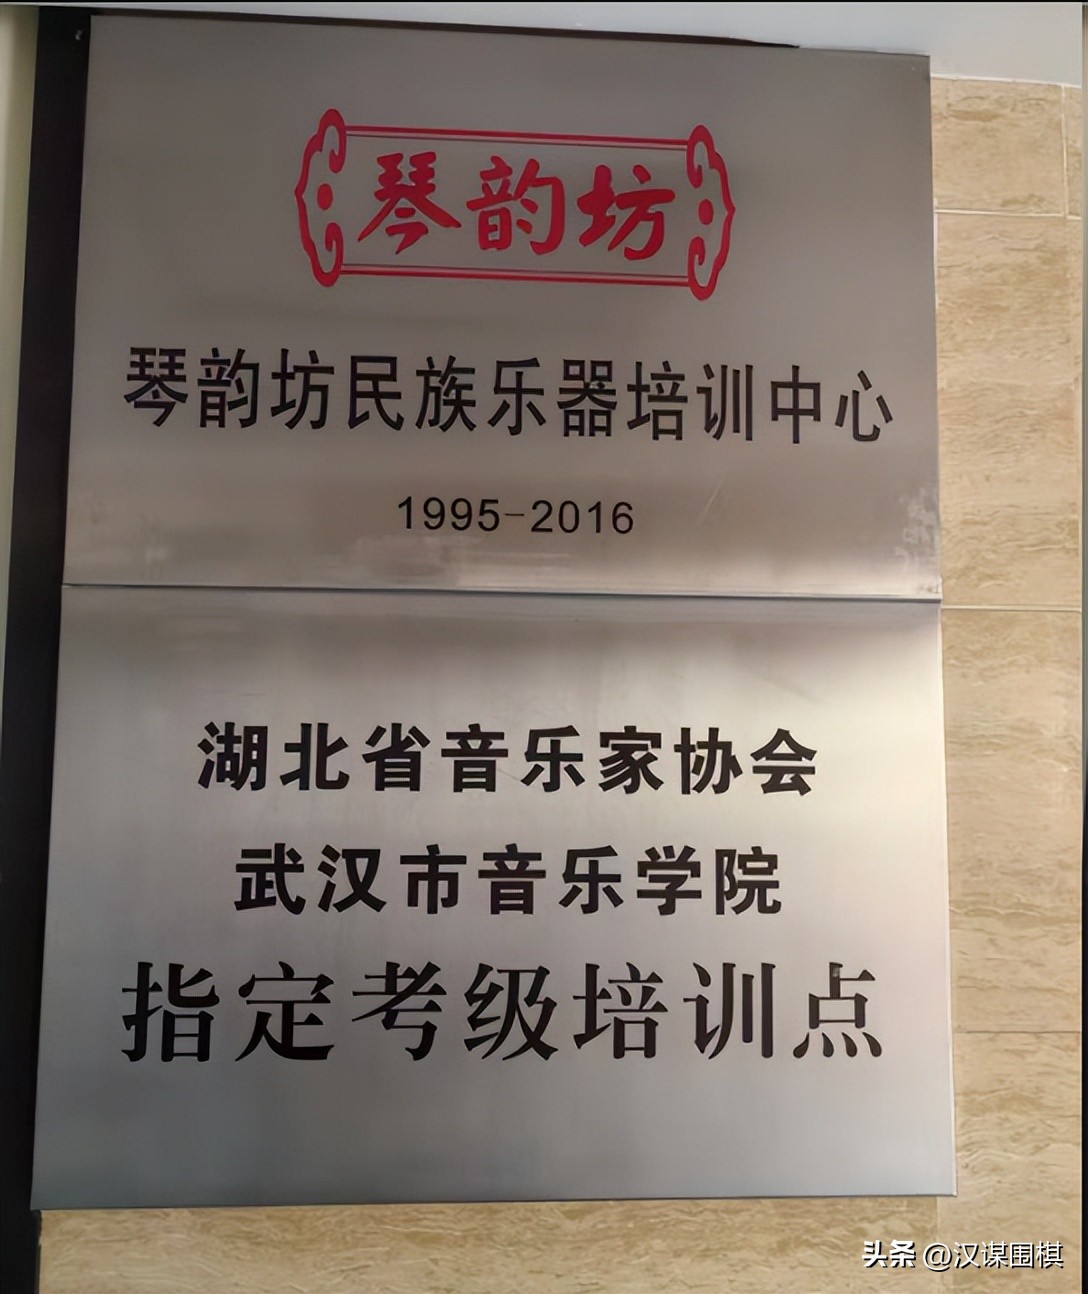 琴韵坊
琴韵坊民族乐器培训中心
1995-2016
湖北省音乐家协会
武汉市音乐学院
指定考级培训点
头条 @汉谋围棋